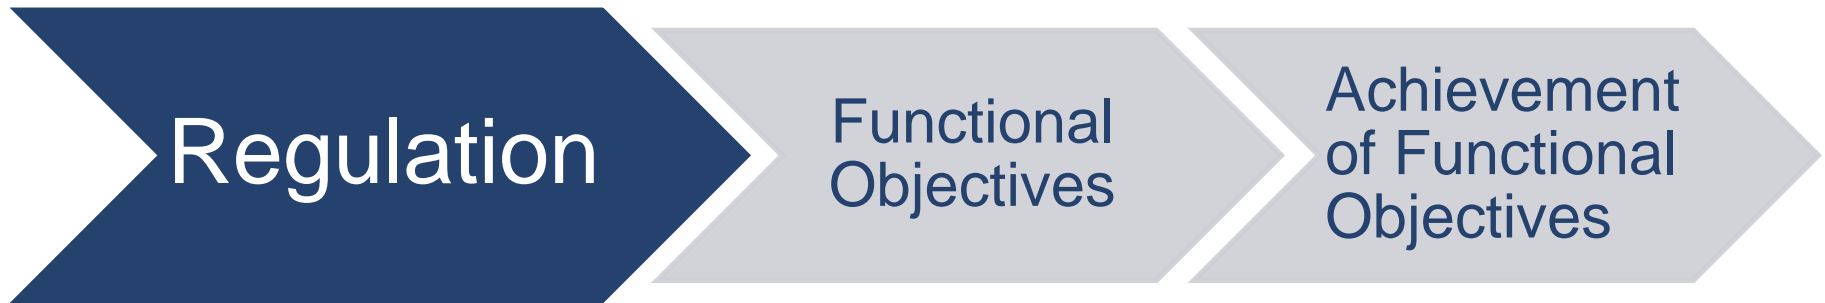 Regulation
Functional
Objectives
Achievement
of Functional
Objectives